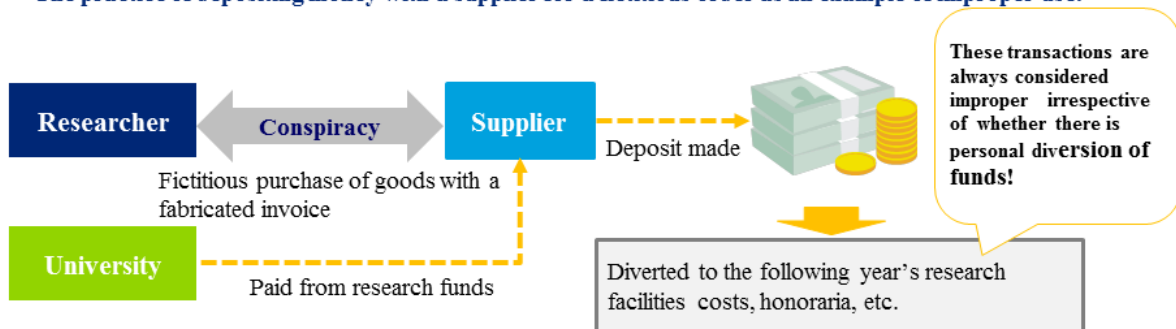 Researcher
Conspiracy
Supplier
Deposit made
These transactions are
always considered
improper irrespective
of whether there is
personal diversion of
funds!
Fictitious purchase of goods with a
fabricated invoice
University
Paid from research funds
Diverted to the following year's research
facilities costs, honoraria, etc.